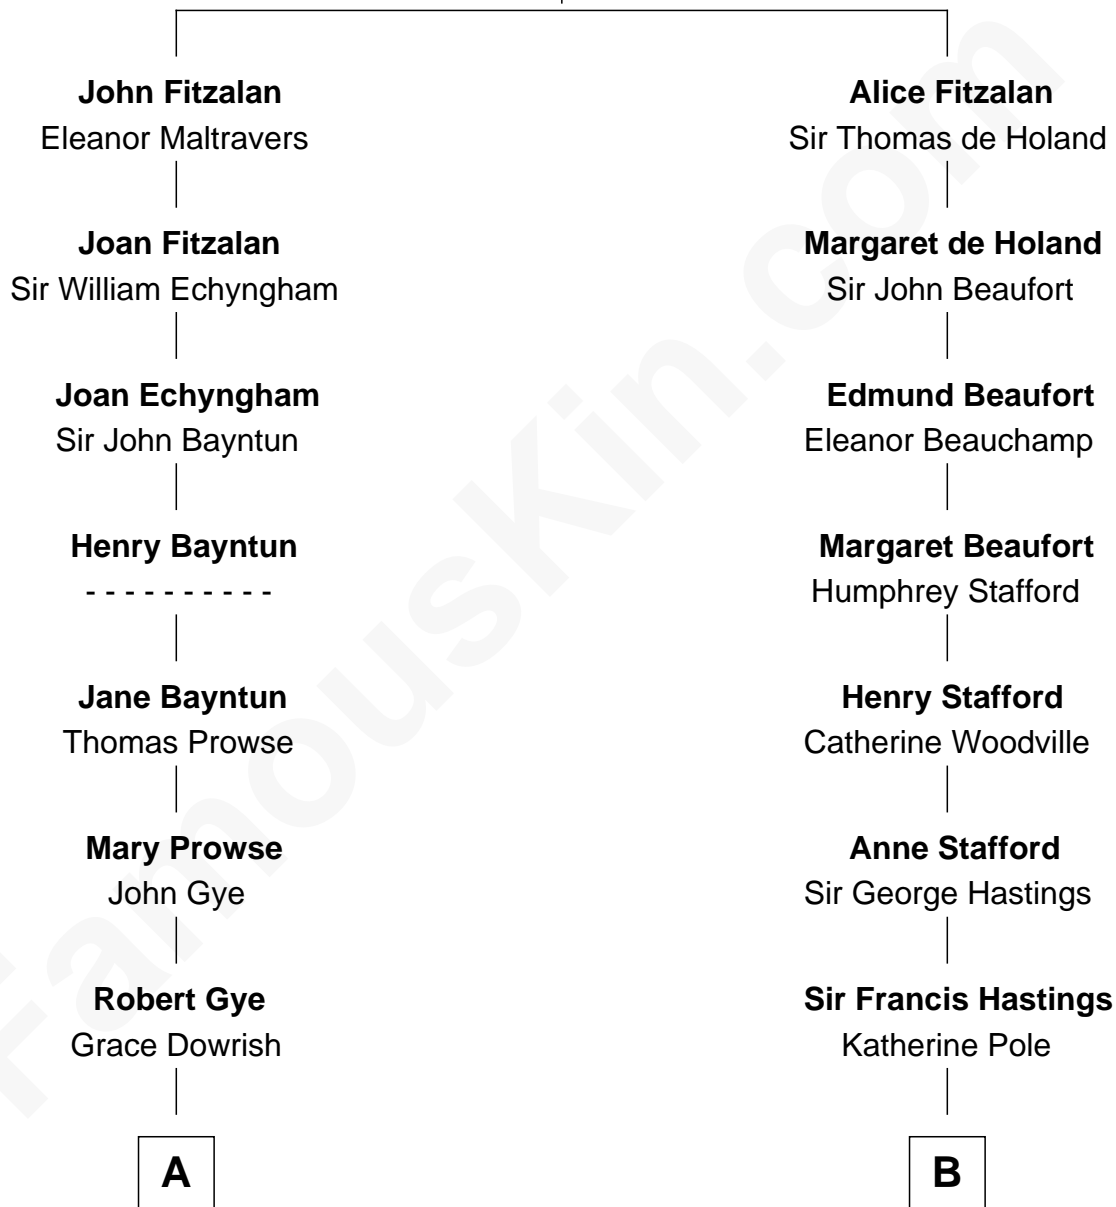 John Fitzalan
Eleanor Maltravers
Joan Fitzalan
Sir William Echyngham
Joan Echyngham
Sir John Bayntun
Henry Bayntun
- - - - - - - - - -
Jane Bayntun
Thomas Prowse
Mary Prowse
John Gye
Robert Gye
Grace Dowrish
A
Alice Fitzalan
Sir Thomas de Holand
Margaret de Holand
Sir John Beaufort
Edmund Beaufort
Eleanor Beauchamp
Margaret Beaufort
Humphrey Stafford
Henry Stafford
Catherine Woodville
Anne Stafford
Sir George Hastings
Sir Francis Hastings
Katherine Pole
B
FamousKin.com